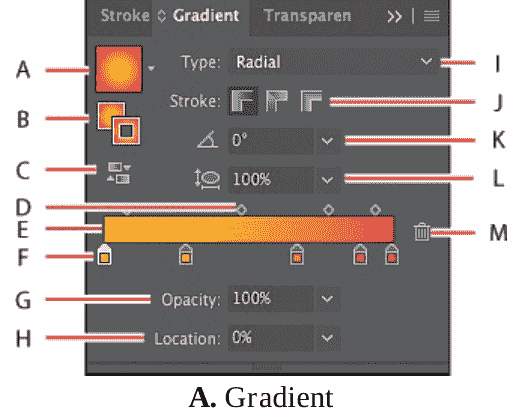 Stroke Gradient Transparen
A Type: Radial I
Stroke: J
B 0° K
C 100% L
D
E M
F
G Opacity: 100%
H Location: 0%
A. Gradient